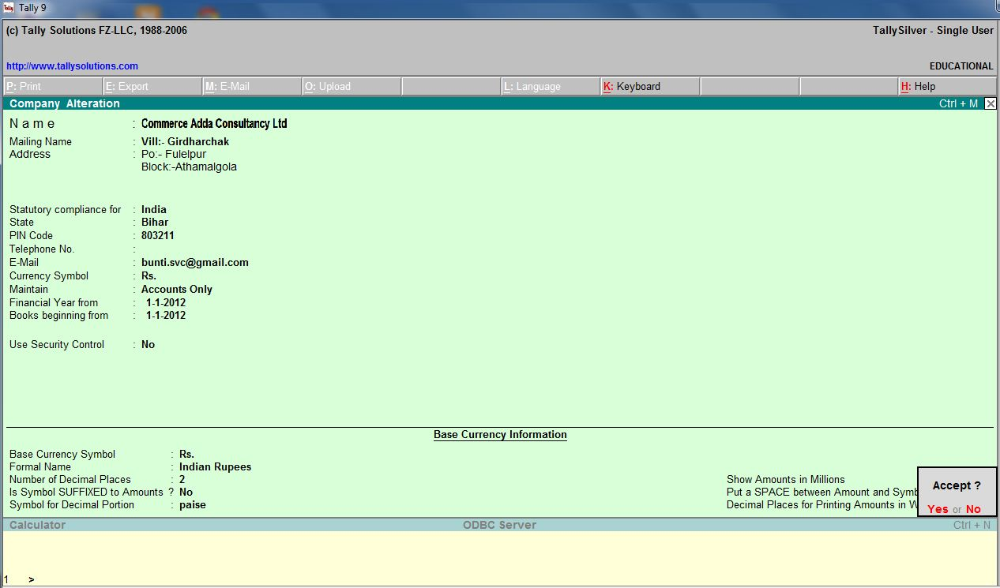 Tally 9
(c) Tally Solutions FZ-LLC, 1988-2006 TallySilver - Single User
http://www.tallysolutions.com EDUCATIONAL
P: Print E: Export M: E-Mail O: Upload L: Language K: Keyboard H: Help
Company Alteration Ctrl + M
Name : Commerce Adda Consultancy Ltd
Mailing Name : Vill:- Girdharchak
Address : Po:- Fulelpur
Block:-Athamalgola
Statutory compliance for : India
State : Bihar
PIN Code : 803211
Telephone No. :
E-Mail : bunti.svc@gmail.com
Currency Symbol : Rs.
Maintain : Accounts Only
Financial Year from : 1-1-2012
Books beginning from : 1-1-2012
Use Security Control : No
Base Currency Information
Base Currency Symbol : Rs.
Formal Name : Indian Rupees
Number of Decimal Places : 2 Show Amounts in Millions
Is Symbol SUFFIXED to Amounts ? No Put a SPACE between Amount and Symb
Symbol for Decimal Portion : paise Decimal Places for Printing Amounts in W
Accept ?
Yes or No
Calculator ODBC Server Ctrl + N
1 >